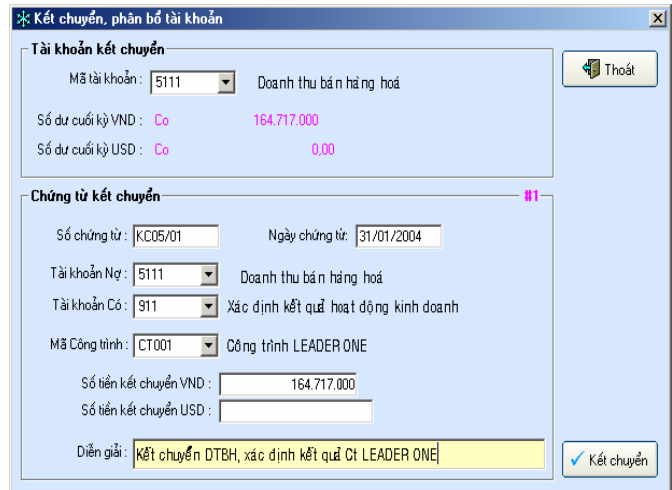 Kết chuyển, phân bổ tài khoản
Tài khoản kết chuyển
Mã tài khoản : 5111 Doanh thu bán hàng hoá
Thoát
Số dư cuối kỳ VND : Co 164.717.000
Số dư cuối kỳ USD : Co 0,00
Chứng từ kết chuyển #1
Số chứng từ : KC05/01 Ngày chứng từ: 31/01/2004
Tài khoản Nợ : 5111 Doanh thu bán háng hoá
Tài khoản Có : 911 Xác định kết quả hoạt động kinh doanh
Mã Công trình : CT001 Công trình LEADER ONE
Số tiền kết chuyển VND : 164.717.000
Số tiền kết chuyển USD :
Diễn giải : Kết chuyển DTBH, xác định kết quả Ct LEADER ONE
Kết chuyển